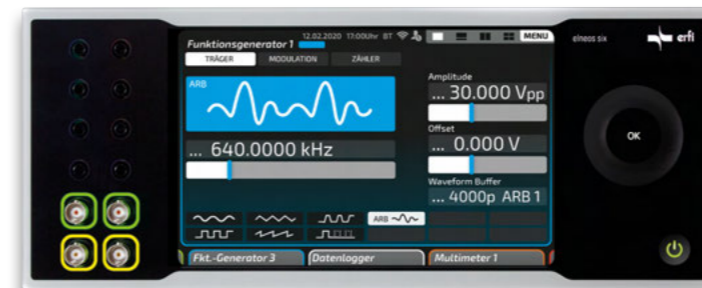 12.02.2020 17:00Uhr BT
MENU
Funktionsgenerator 1
TRÄGER MODULATION ZÄHLER
ARB
... 640.0000 kHz
Amplitude
... 30.000 Vpp
Offset
... 0.000 V
Waveform Buffer
... 4000p ARB 1
ARB
Fkt.-Generator 3 Datenlogger Multimeter 1
elneos six
erfi
OK